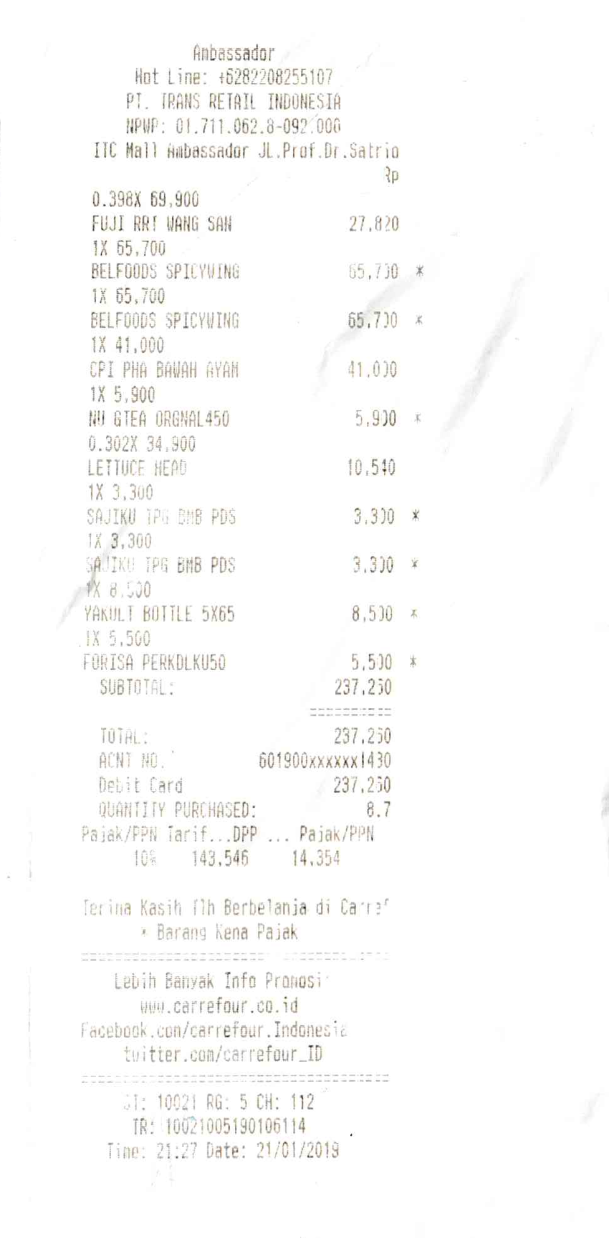 Ambassador
Hot Line: +6282208255107
PT. TRANS RETAIL INDONESIA
NPWP: 01.711.062.8-092.000
ITC Mall Ambassador JL.Prof.Dr.Satrio
Rp
0.398X 69,900
FUJI RRT WANG SAN 27,820
1X 65,700
BELFOODS SPICYWING 65,700 *
1X 65,700
BELFOODS SPICYWING 65,700 *
1X 41,000
CPI PHA BAWAH AYAM 41,000
1X 5,900
NU GTEA ORGNAL450 5,900 *
0.302X 34,900
LETTUCE HEAD 10,540
1X 3,300
SAJIKU TPG BMB PDS 3,300 *
1X 3,300
SAJIKU TPG BMB PDS 3,300 *
1X 8,500
YAKULT BOTTLE 5X65 8,500 *
1X 5,500
FORISA PERKDLKU50 5,500 *
SUBTOTAL: 237,260
==========
TOTAL: 237,260
ACNT NO. 601900xxxxxx1430
Debit Card 237,260
QUANTITY PURCHASED: 8.7
Pajak/PPN Tarif...DPP ... Pajak/PPN
10% 143,546 14,354
Terima Kasih Tlh Berbelanja di Carref
* Barang Kena Pajak
Lebih Banyak Info Promosi
www.carrefour.co.id
Facebook.com/carrefour.Indonesia
twitter.com/carrefour_ID
ST: 10021 RG: 5 CH: 112
TR: 10021005190106114
Time: 21:27 Date: 21/01/2019